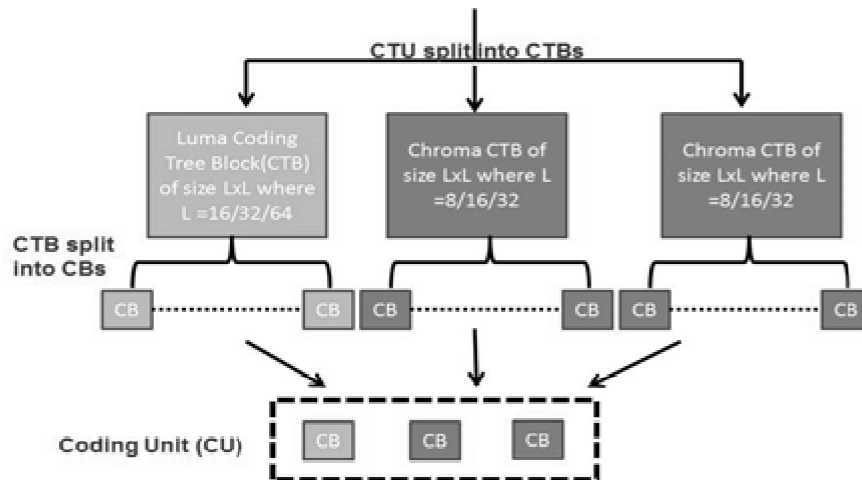 CTU split into CTBs
Luma Coding
Tree Block(CTB)
of size LxL where
L =16/32/64
Chroma CTB of
size LxL where L
=8/16/32
Chroma CTB of
size LxL where L
=8/16/32
CTB split
into CBs
CB
CB
CB
CB
CB
CB
Coding Unit (CU)
CB
CB
CB